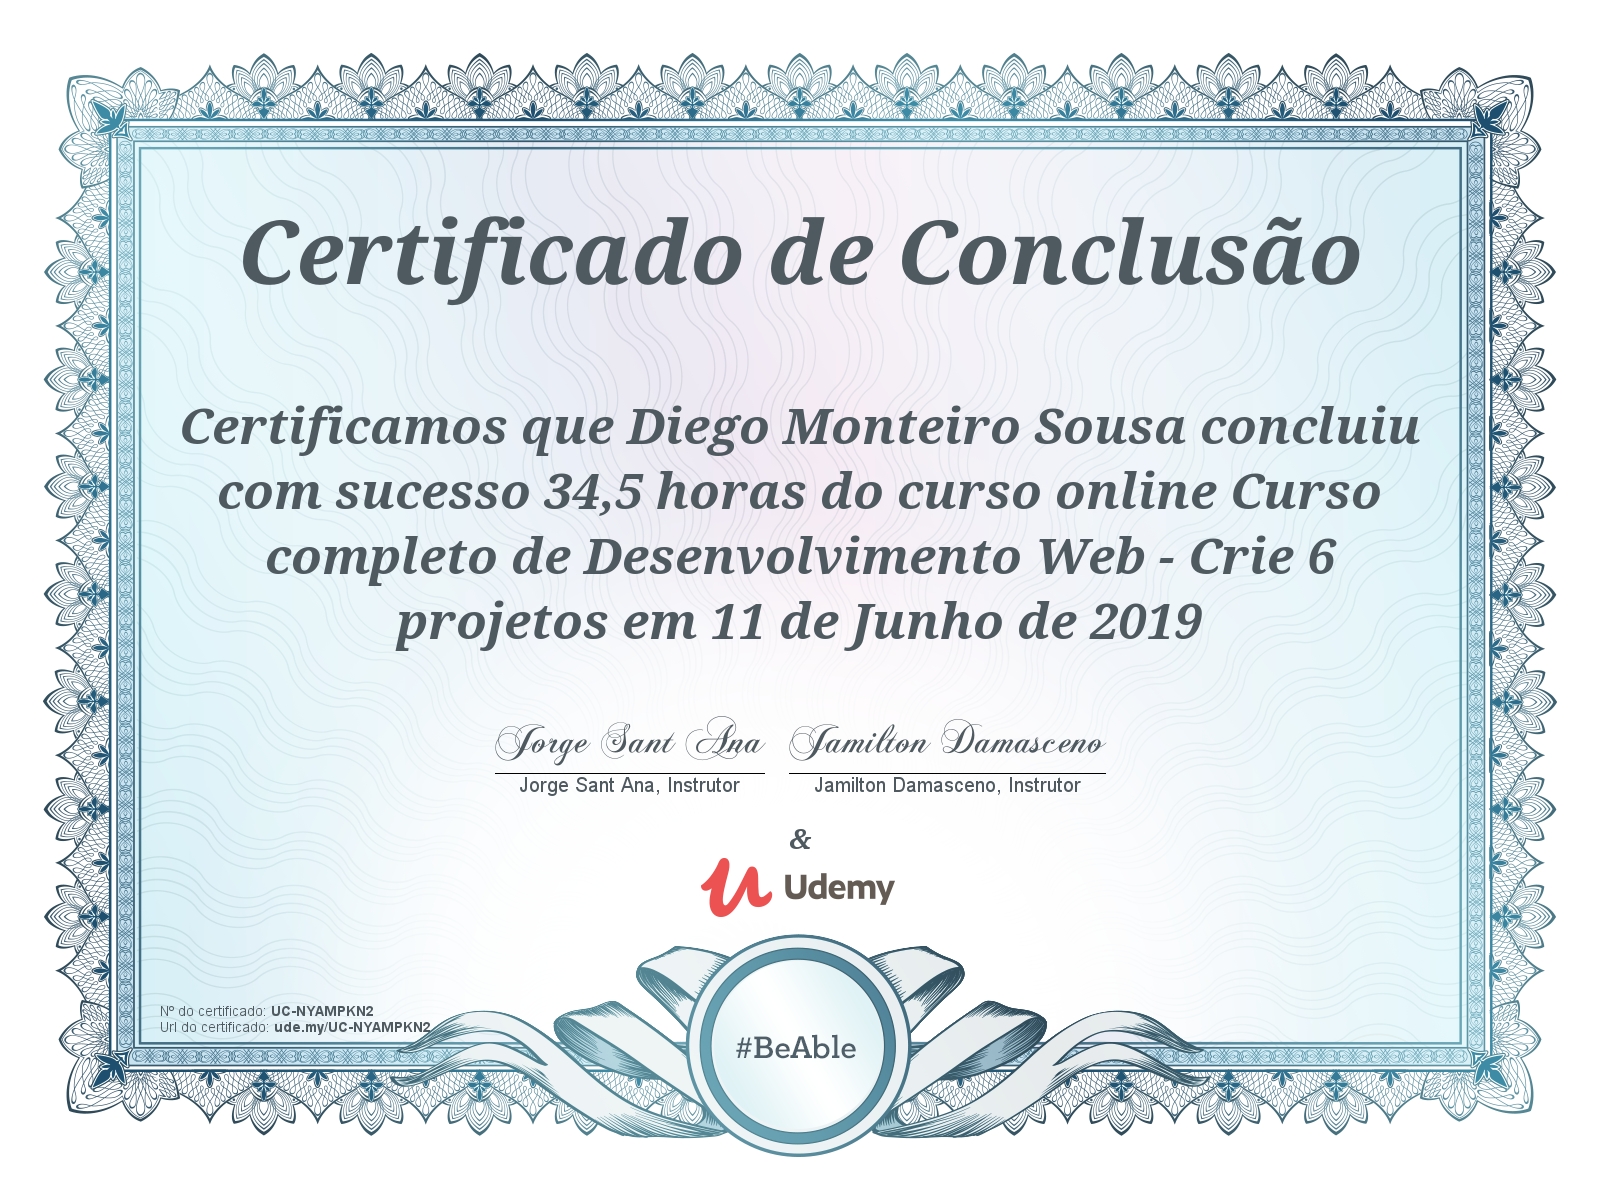 Certificado de Conclusão
Certificamos que Diego Monteiro Sousa concluiu
com sucesso 34,5 horas do curso online Curso
completo de Desenvolvimento Web - Crie 6
projetos em 11 de Junho de 2019
Jorge Sant Ana Jamilton Damasceno
Jorge Sant Ana, Instrutor Jamilton Damasceno, Instrutor
&
Udemy
Nº do certificado: UC-NYAMPKN2
Url do certificado: ude.my/UC-NYAMPKN2
#BeAble